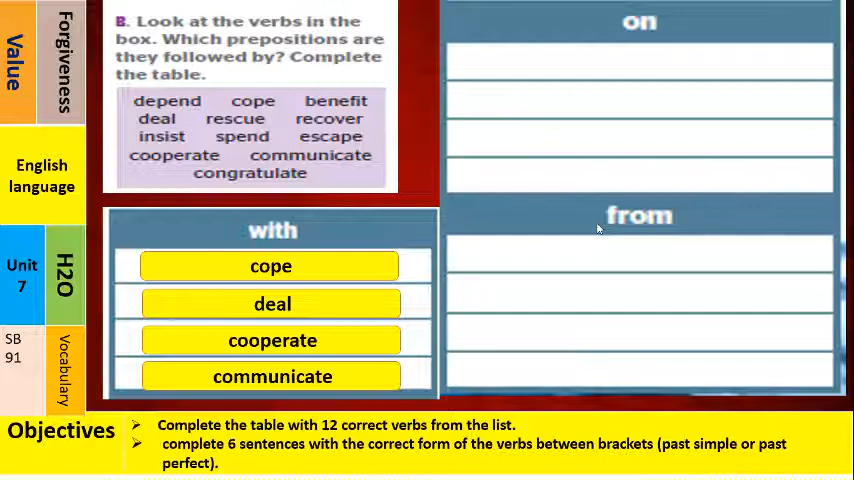 Value
Forgiveness
English
language
Unit
7
H2O
SB
91
Vocabulary
B. Look at the verbs in the
box. Which prepositions are
they followed by? Complete
the table.
depend cope benefit
deal rescue recover
insist spend escape
cooperate communicate
congratulate
with
cope
deal
cooperate
communicate
on
from
Objectives
➢ Complete the table with 12 correct verbs from the list.
➢ complete 6 sentences with the correct form of the verbs between brackets (past simple or past
perfect).